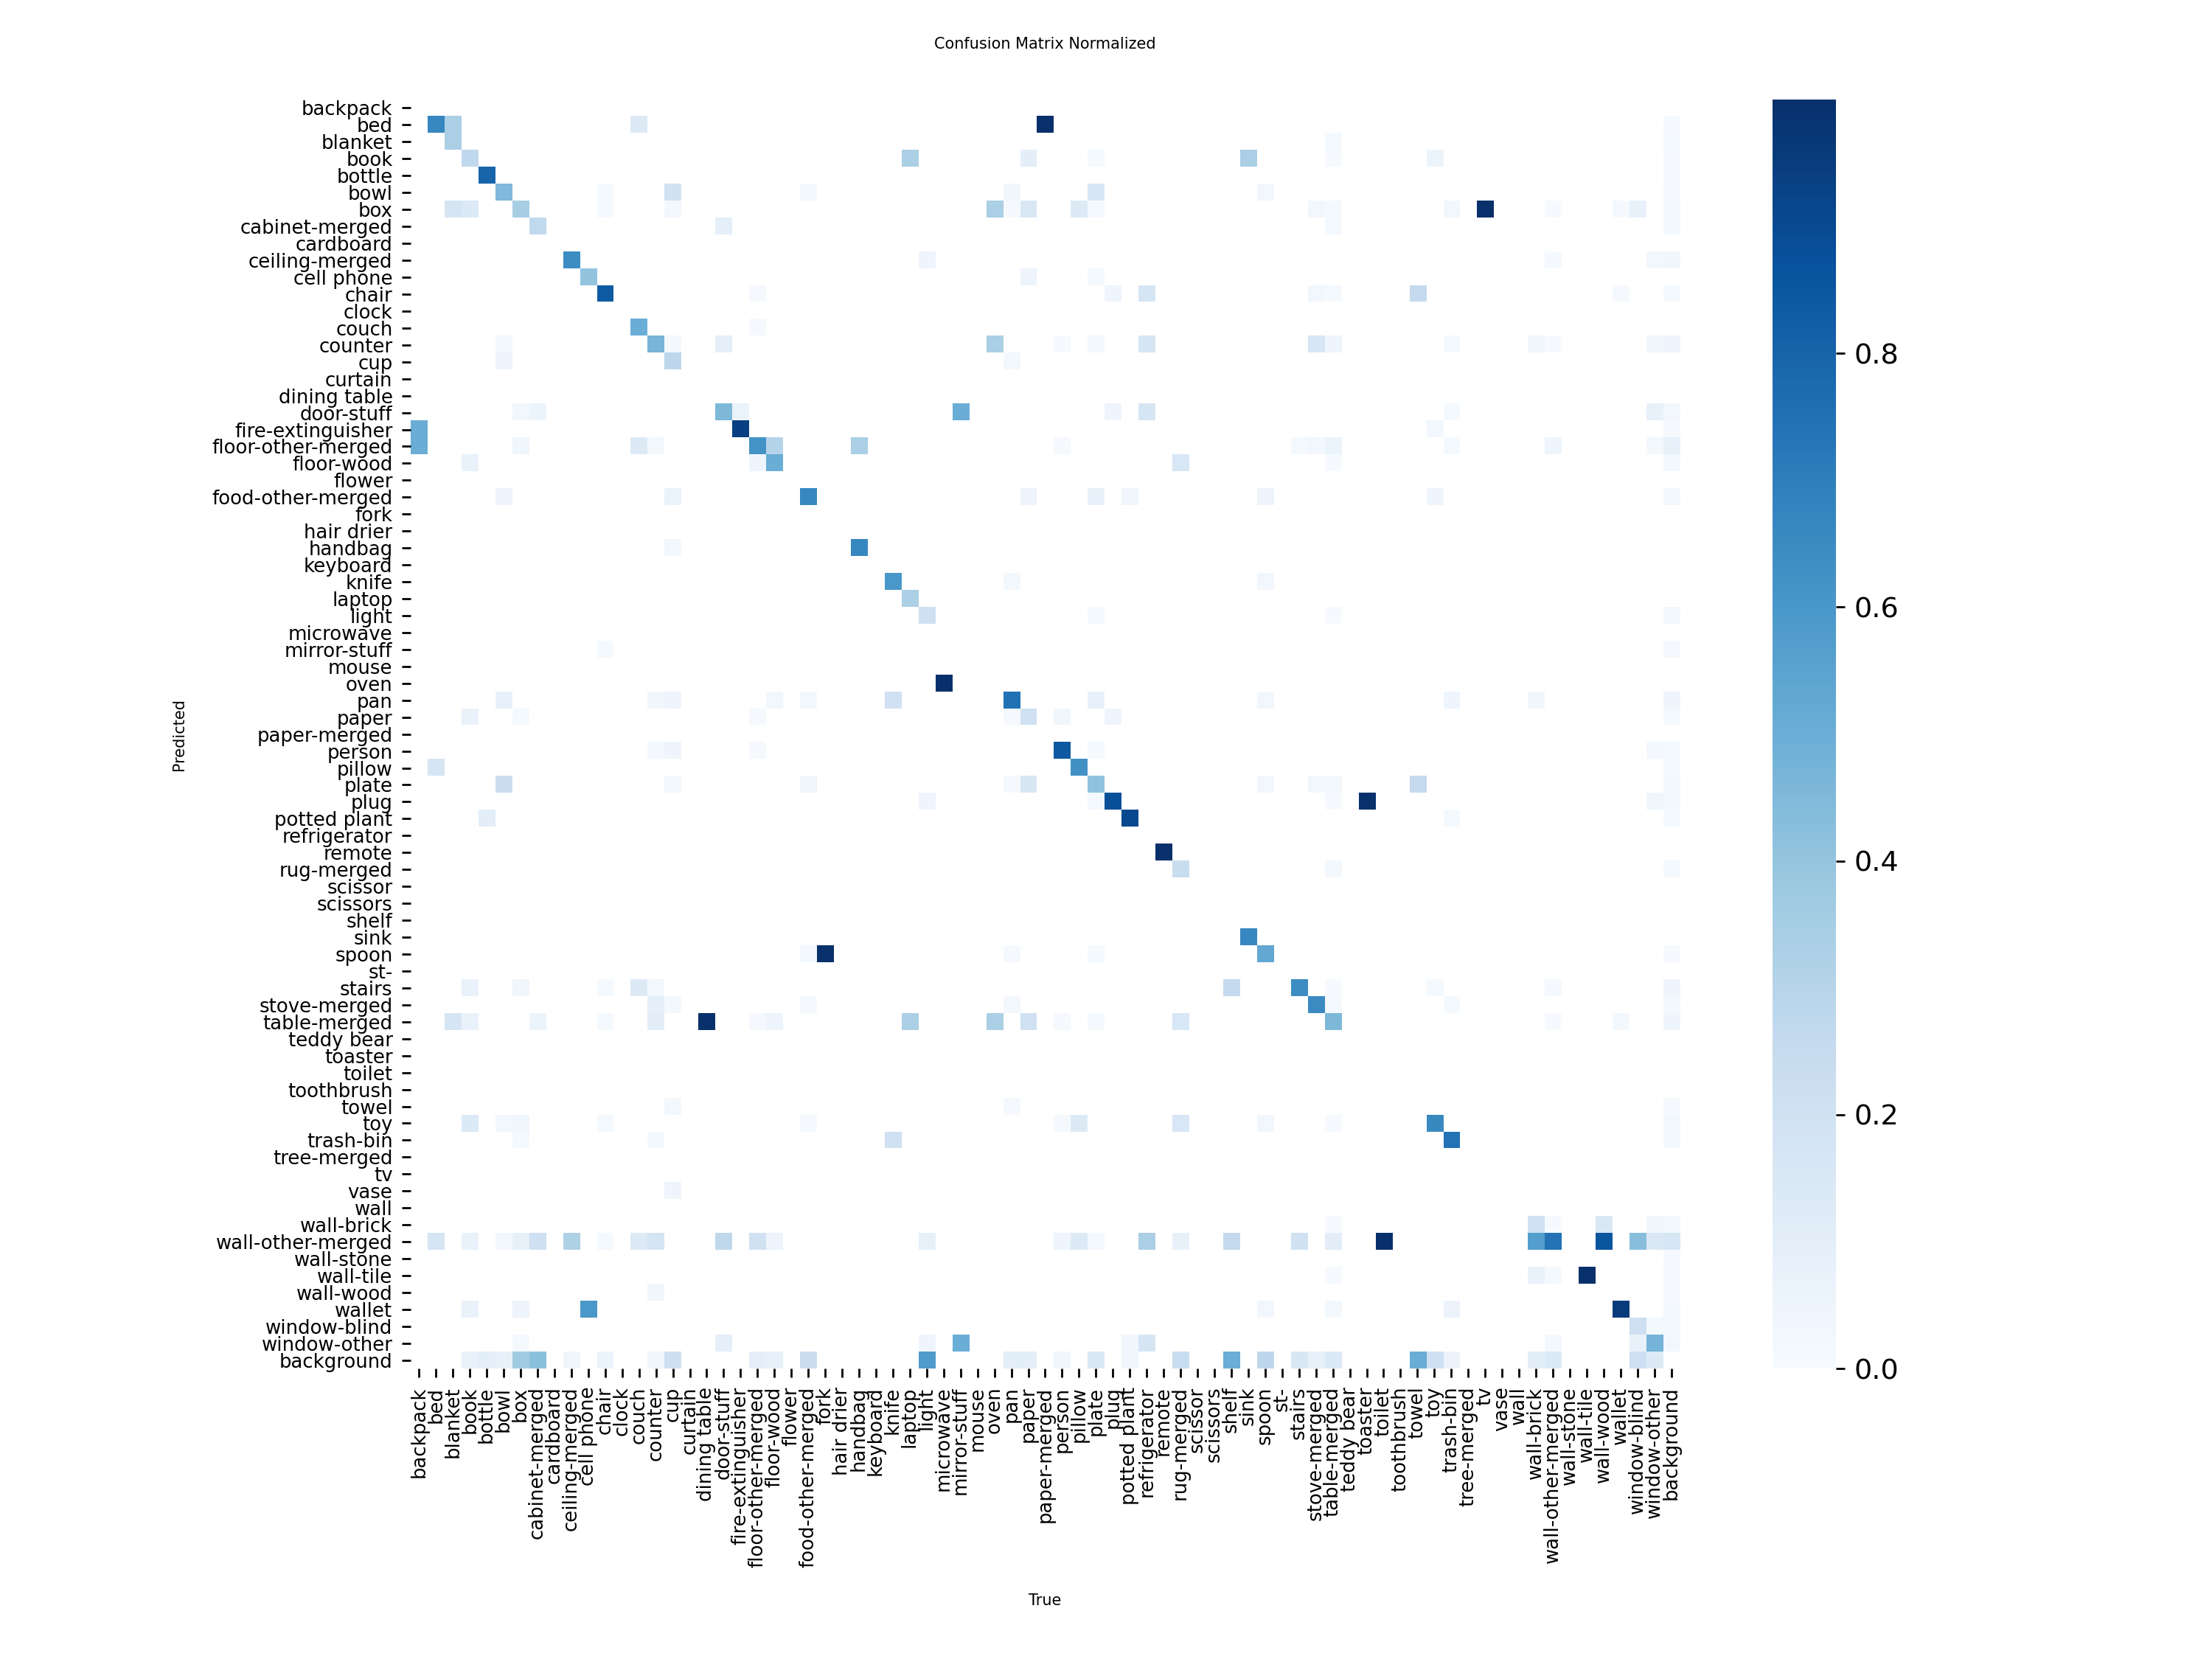 Confusion Matrix Normalized
backpack
bed
blanket
book
bottle
bowl
box
cabinet-merged
cardboard
ceiling-merged
cell phone
chair
clock
couch
counter
cup
curtain
dining table
door-stuff
fire-extinguisher
floor-other-merged
floor-wood
flower
food-other-merged
fork
hair drier
handbag
keyboard
knife
laptop
light
microwave
mirror-stuff
mouse
oven
pan
paper
paper-merged
person
pillow
plate
plug
potted plant
refrigerator
remote
rug-merged
scissor
scissors
shelf
sink
spoon
st-
stairs
stove-merged
table-merged
teddy bear
toaster
toilet
toothbrush
towel
toy
trash-bin
tree-merged
tv
vase
wall
wall-brick
wall-other-merged
wall-stone
wall-tile
wall-wood
wallet
window-blind
window-other
background
Predicted
backpack
bed
blanket
book
bottle
bowl
box
cabinet-merged
cardboard
ceiling-merged
cell phone
chair
clock
couch
counter
cup
curtain
dining table
door-stuff
fire-extinguisher
floor-other-merged
floor-wood
flower
food-other-merged
fork
hair drier
handbag
keyboard
knife
laptop
light
microwave
mirror-stuff
mouse
oven
pan
paper
paper-merged
person
pillow
plate
plug
potted plant
refrigerator
remote
rug-merged
scissor
scissors
shelf
sink
spoon
st-
stairs
stove-merged
table-merged
teddy bear
toaster
toilet
toothbrush
towel
toy
trash-bin
tree-merged
tv
vase
wall
wall-brick
wall-other-merged
wall-stone
wall-tile
wall-wood
wallet
window-blind
window-other
background
True
0.8
0.6
0.4
0.2
0.0